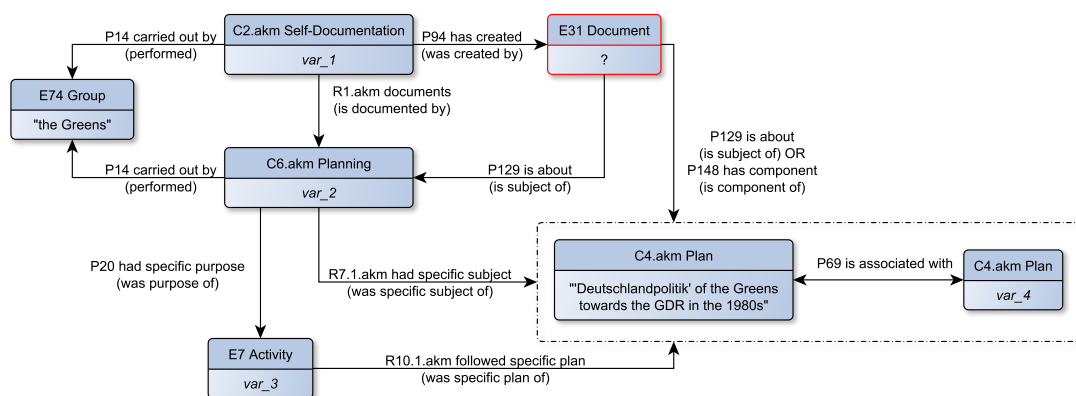 C2.akm Self-Documentation
var_1
P14 carried out by
(performed)
P94 has created
(was created by)
E31 Document
?
E74 Group
"the Greens"
R1.akm documents
(is documented by)
P129 is about
(is subject of) OR
P148 has component
(is component of)
P14 carried out by
(performed)
C6.akm Planning
var_2
P129 is about
(is subject of)
P20 had specific purpose
(was purpose of)
R7.1.akm had specific subject
(was specific subject of)
C4.akm Plan
"'Deutschlandpolitik' of the Greens
towards the GDR in the 1980s"
P69 is associated with
C4.akm Plan
var_4
E7 Activity
var_3
R10.1.akm followed specific plan
(was specific plan of)